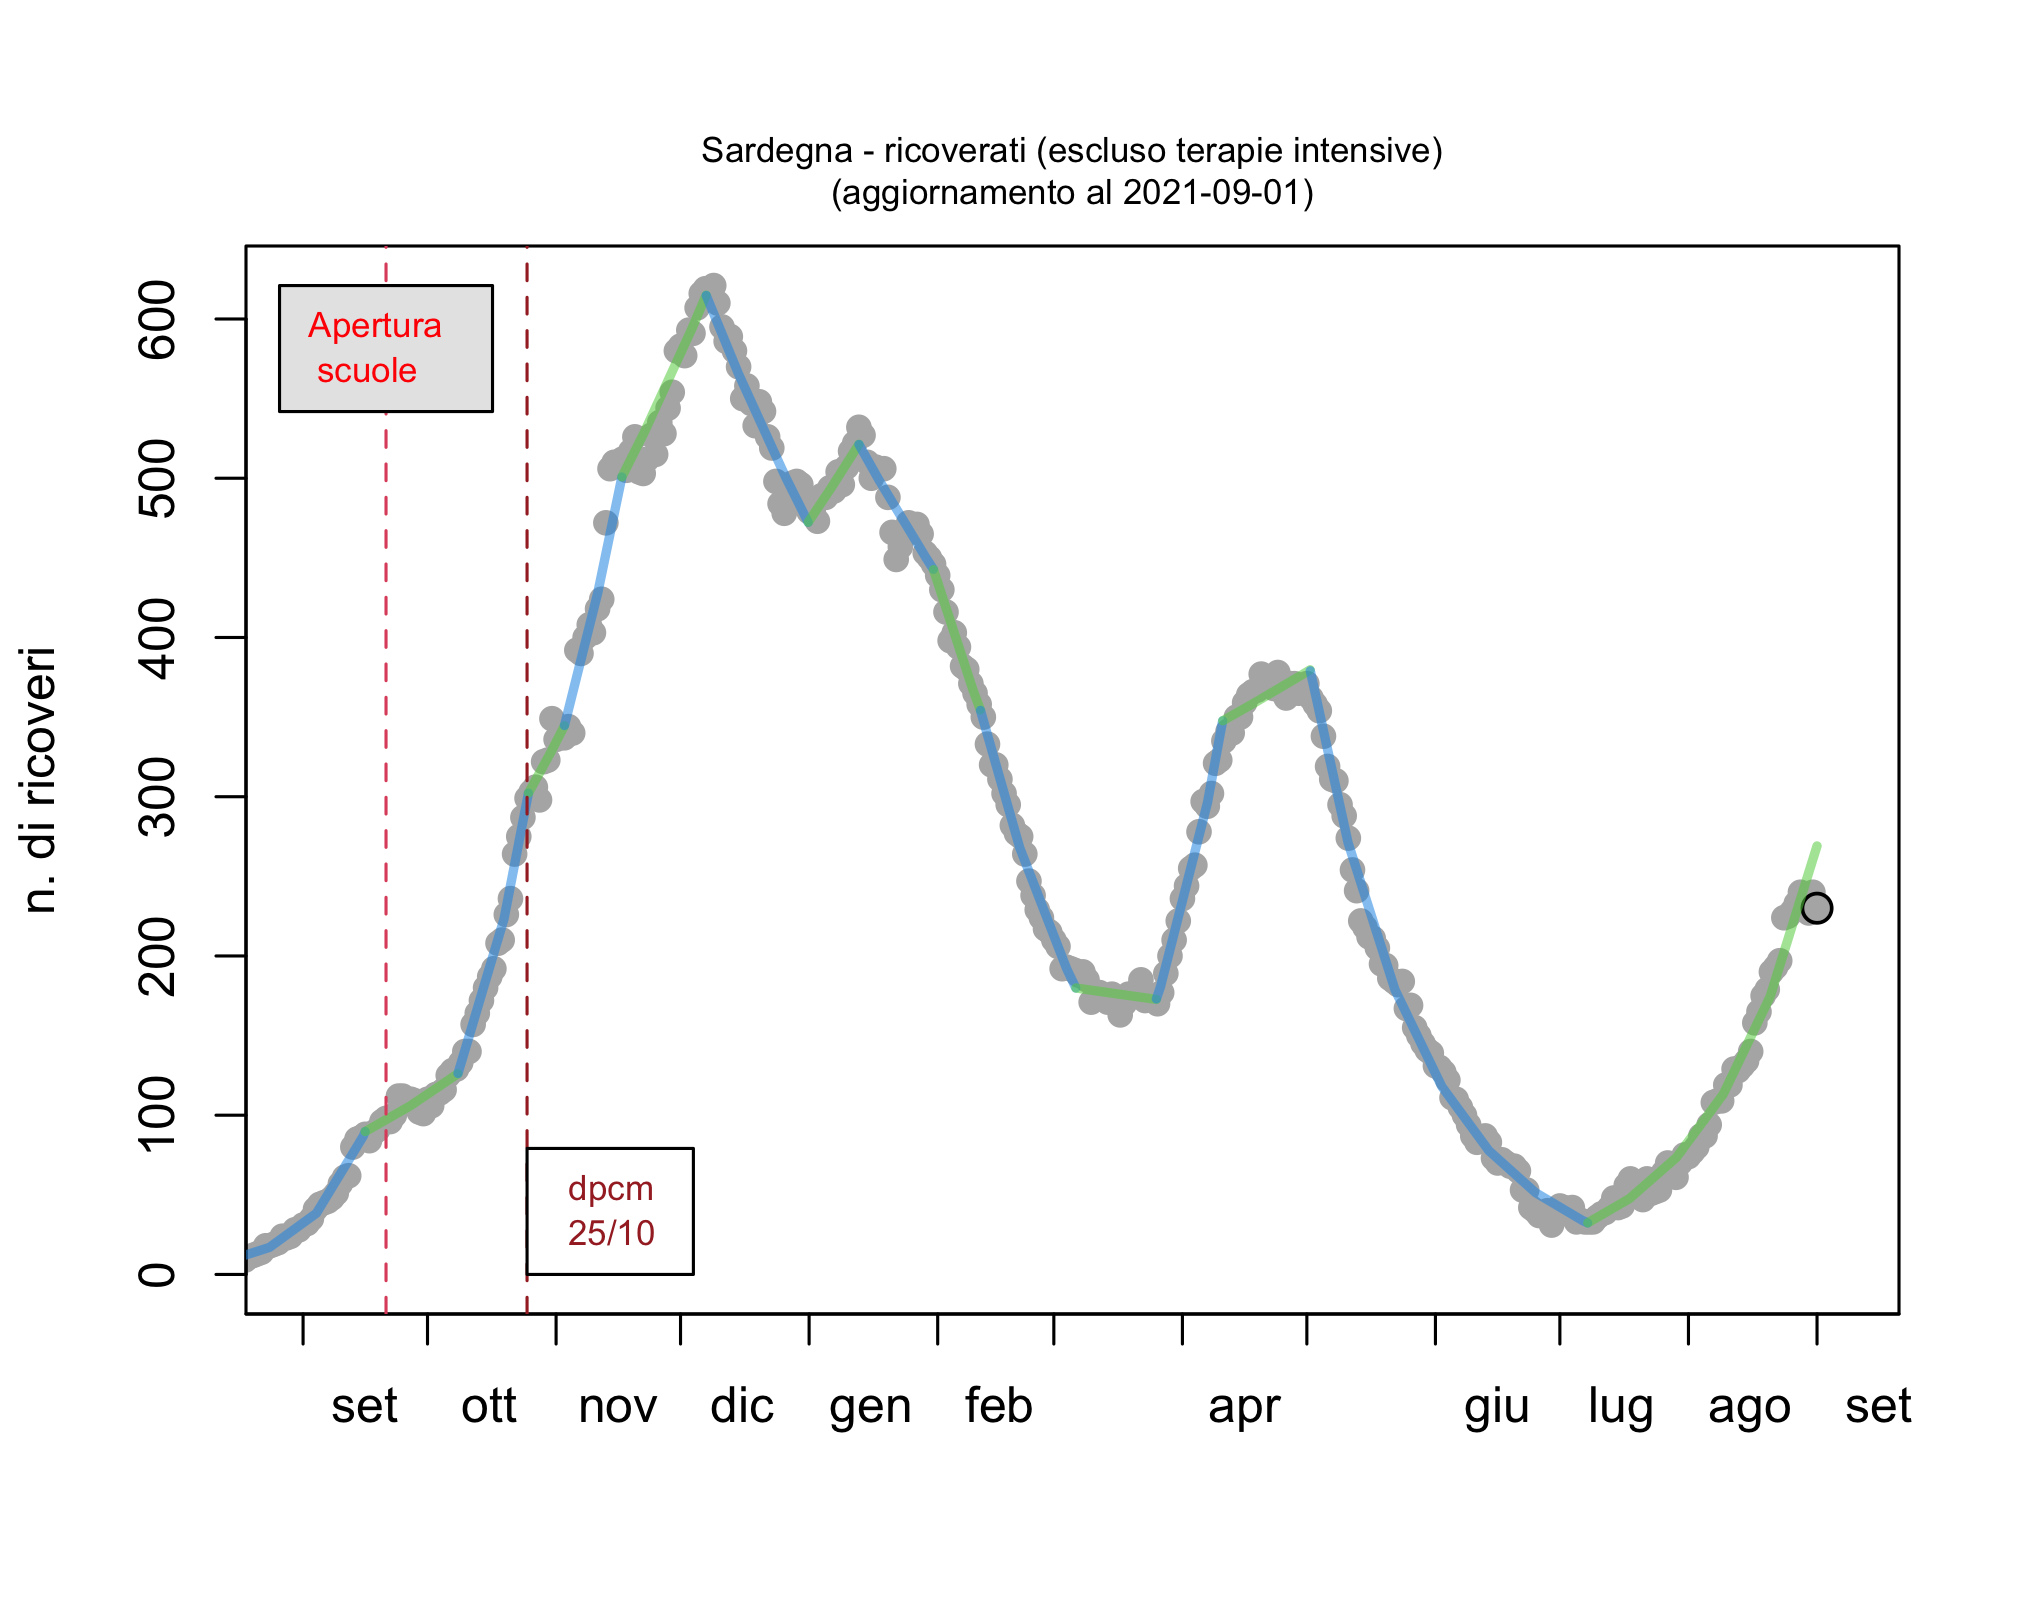 Sardegna - ricoverati (escluso terapie intensive)
(aggiornamento al 2021-09-01)
n. di ricoveri
600
500
400
300
200
100
0
Apertura
scuole
dpcm
25/10
set ott nov dic gen feb apr giu lug ago set